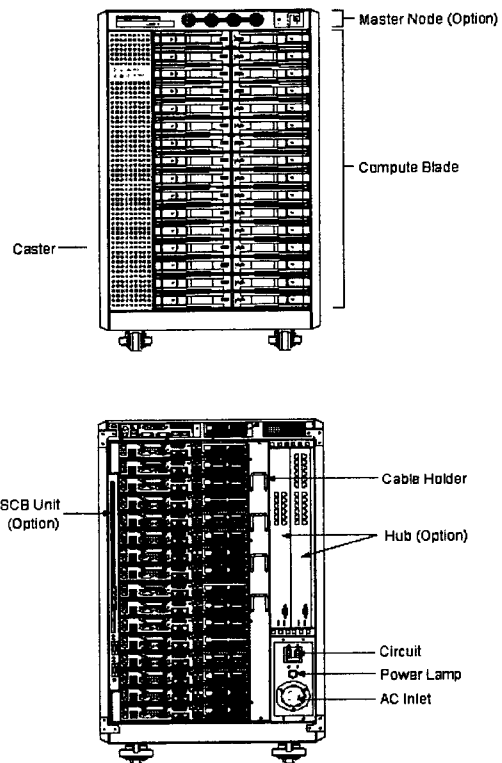 Master Node (Option)
Compute Blade
Caster
Cable Holder
SCB Unit
(Option)
Hub (Option)
Circuit
Power Lamp
AC Inlet